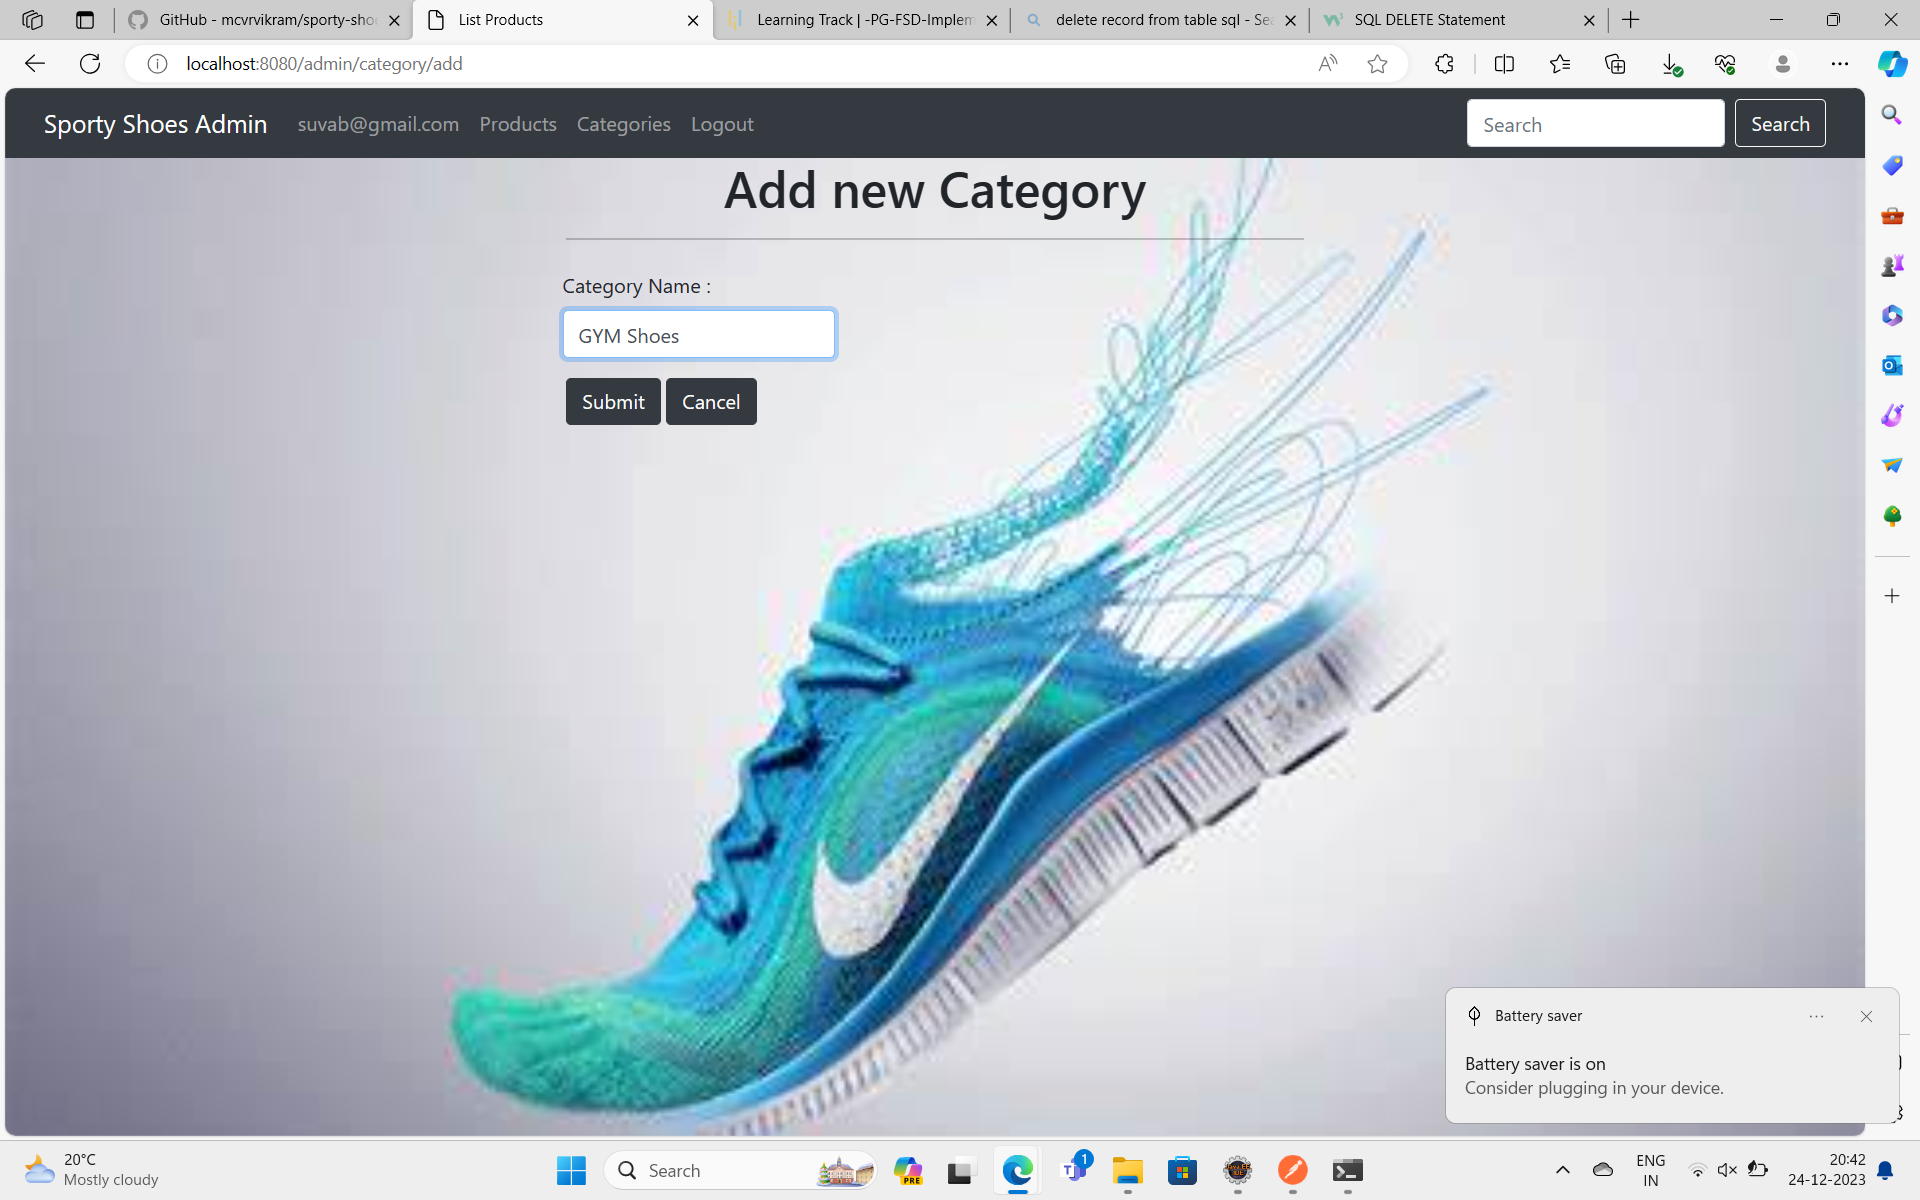 GitHub - mcvrvikram/sporty-sho
List Products
Learning Track | -PG-FSD-Implem
delete record from table sql - Sea
SQL DELETE Statement
localhost:8080/admin/category/add
Sporty Shoes Admin
suvab@gmail.com
Products
Categories
Logout
Search
Search
Add new Category
Category Name :
GYM Shoes
Submit
Cancel
Battery saver
Battery saver is on
Consider plugging in your device.
20°C
Mostly cloudy
Search
PRE
1
ENG
IN
20:42
24-12-2023